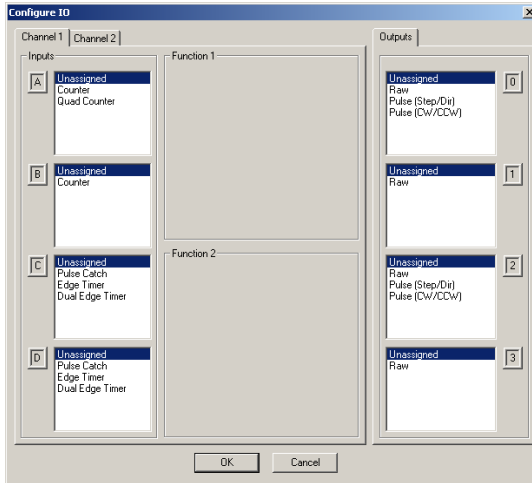 Configure IO
Channel 1
Channel 2
Inputs
A
Unassigned
Counter
Quad Counter
B
Unassigned
Counter
C
Unassigned
Pulse Catch
Edge Timer
Dual Edge Timer
D
Unassigned
Pulse Catch
Edge Timer
Dual Edge Timer
Function 1
Function 2
Outputs
Unassigned
Raw
Pulse (Step/Dir)
Pulse (CW/CCW)
0
Unassigned
Raw
1
Unassigned
Raw
Pulse (Step/Dir)
Pulse (CW/CCW)
2
Unassigned
Raw
3
OK
Cancel